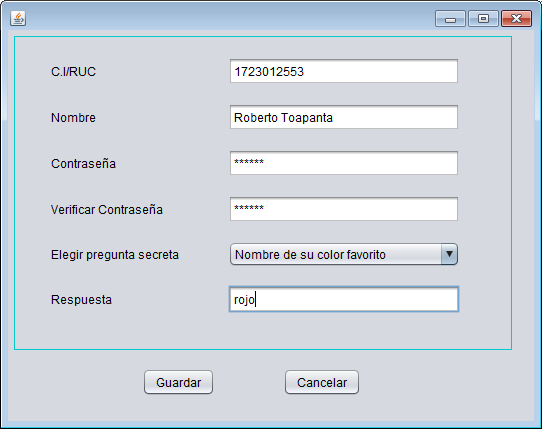 C.I/RUC 1723012553
Nombre Roberto Toapanta
Contraseña ******
Verificar Contraseña ******
Elegir pregunta secreta Nombre de su color favorito
Respuesta rojo
Guardar Cancelar